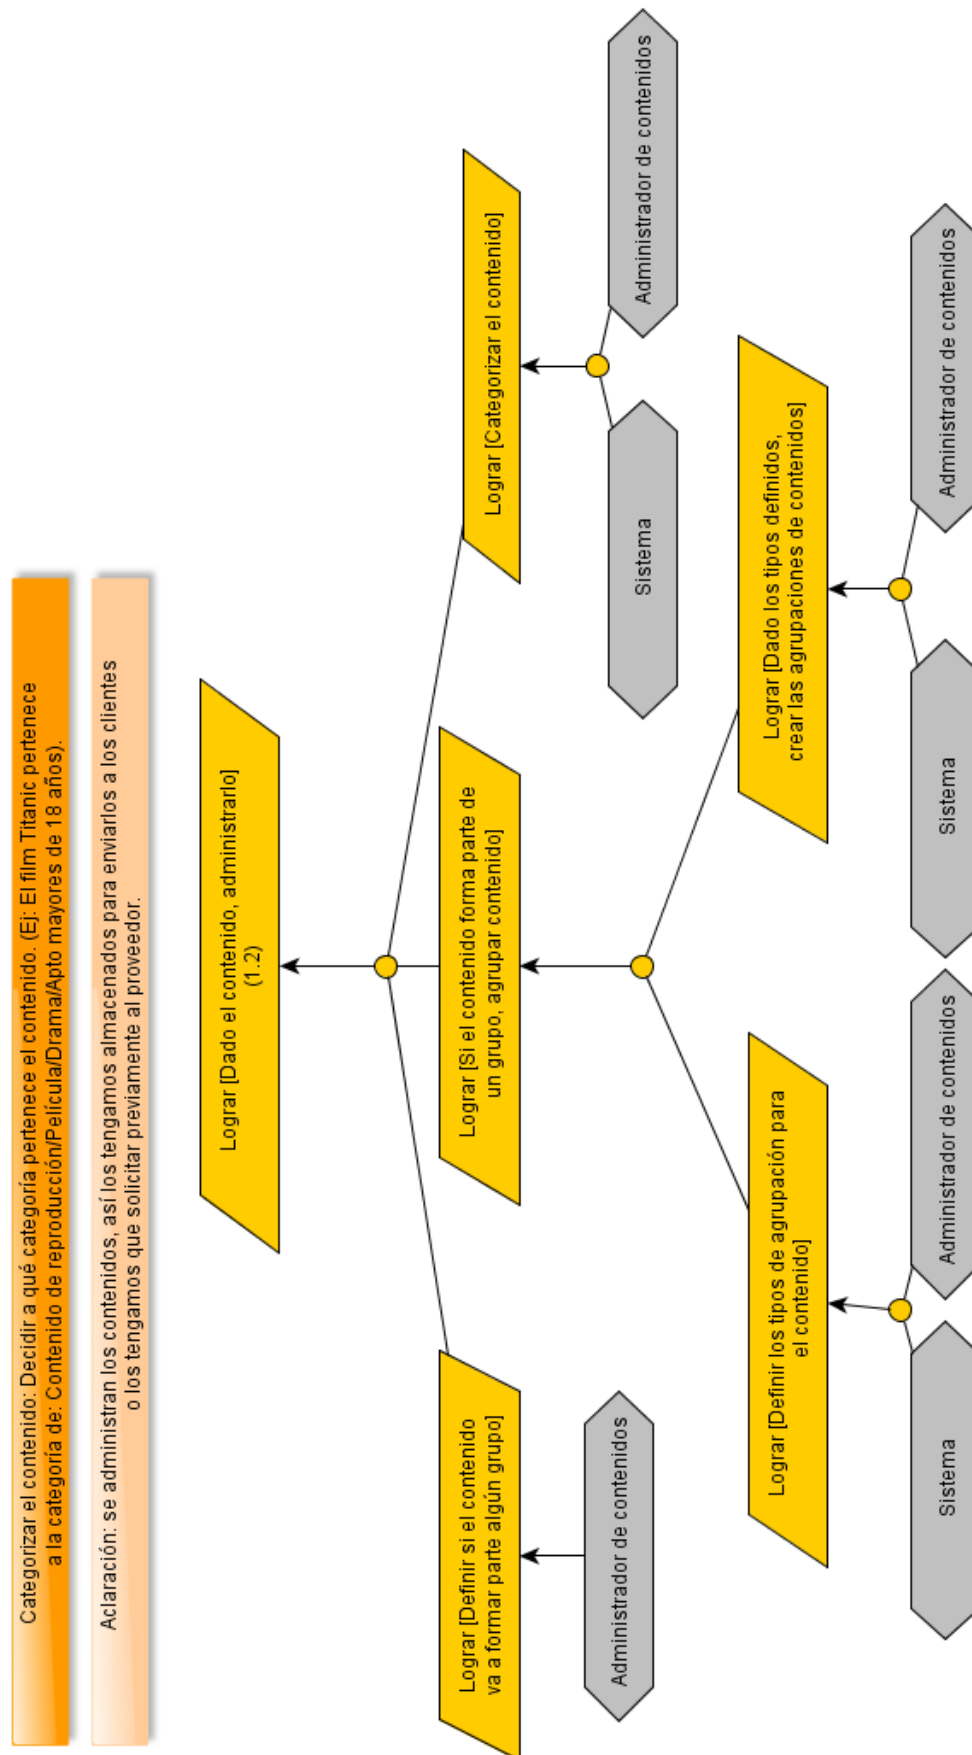 Categorizar el contenido: Decidir a qué categoría pertenece el contenido. (Ej: El film Titanic pertenece
a la categoría de: Contenido de reproducción/Película/Drama/Apto mayores de 18 años).
Aclaración: se administran los contenidos, así los tengamos almacenados para enviarlos a los clientes
o los tengamos que solicitar previamente al proveedor.
Lograr [Dado el contenido, administrarlo]
(1.2)
Lograr [Definir si el contenido
va a formar parte algún grupo]
Lograr [Si el contenido forma parte de
un grupo, agrupar contenido]
Lograr [Categorizar el contenido]
Administrador de contenidos
Sistema
Administrador de contenidos
Lograr [Definir los tipos de agrupación para
el contenido]
Lograr [Dado los tipos definidos,
crear las agrupaciones de contenidos]
Sistema
Administrador de contenidos
Sistema
Administrador de contenidos